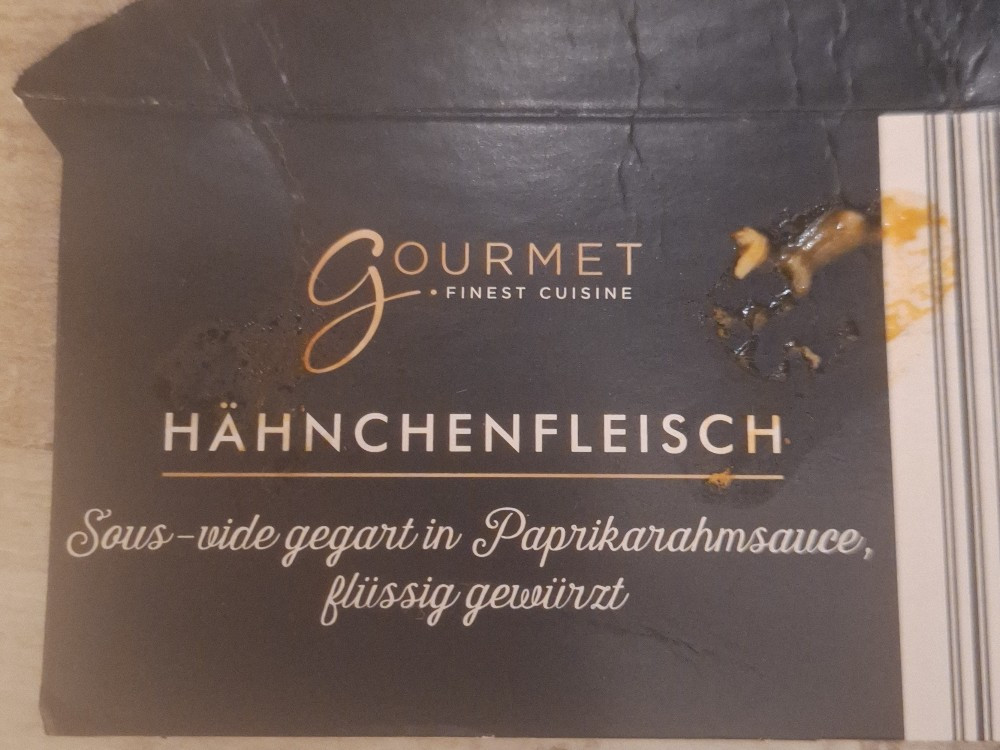 gOURMET
• FINEST CUISINE
HÄHNCHENFLEISCH
Sous-vide gegart in Paprikarahmsauce,
flüssig gewürzt